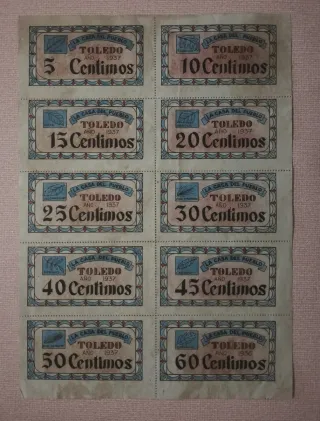 LA CASA DEL PUEBLO
TOLEDO
AÑO 1937
5 Centimos
LA CASA DEL PUEBLO
TOLEDO
AÑO 1937
10 Centimos
LA CASA DEL PUEBLO
TOLEDO
AÑO 1937
15 Centimos
LA CASA DEL PUEBLO
TOLEDO
AÑO 1937
20 Centimos
LA CASA DEL PUEBLO
TOLEDO
AÑO 1937
25 Centimos
LA CASA DEL PUEBLO
TOLEDO
AÑO 1937
30 Centimos
LA CASA DEL PUEBLO
TOLEDO
AÑO 1937
40 Centimos
LA CASA DEL PUEBLO
TOLEDO
AÑO 1937
45 Centimos
LA CASA DEL PUEBLO
TOLEDO
AÑO 1937
50 Centimos
LA CASA DEL PUEBLO
TOLEDO
AÑO 1937
60 Centimos